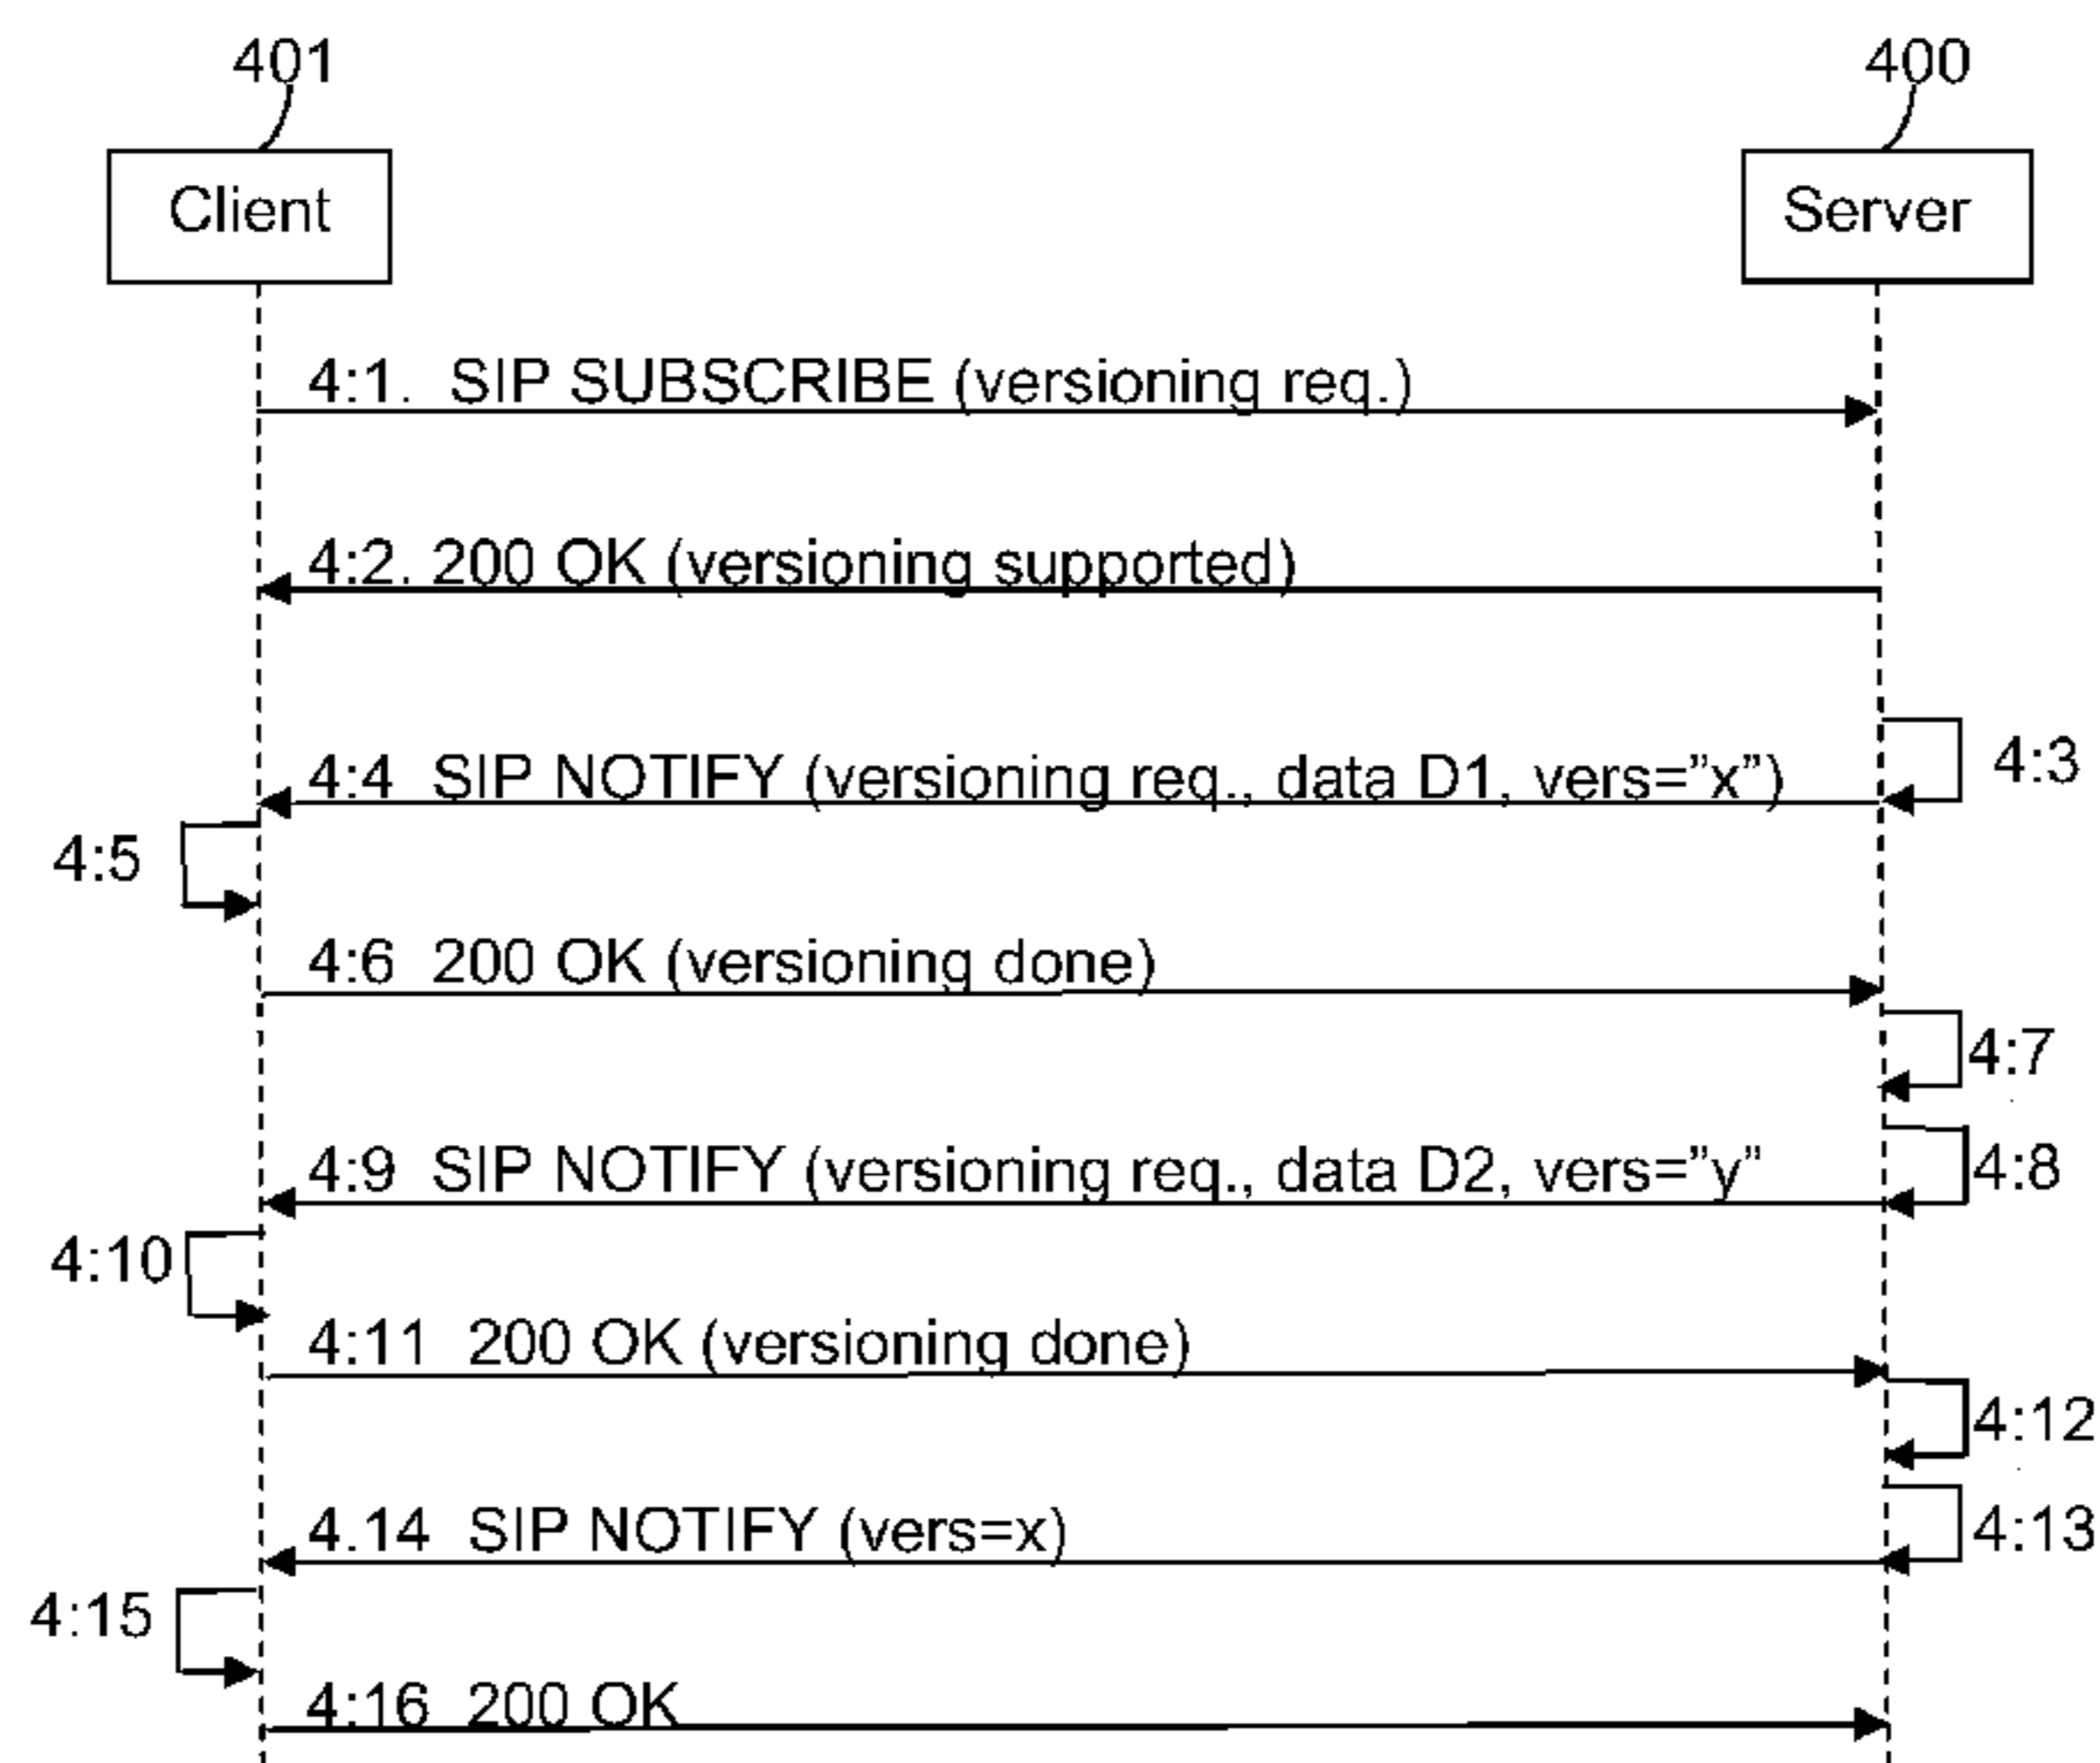 401
400
Client
Server
4:1. SIP SUBSCRIBE (versioning req.)
4:2. 200 OK (versioning supported)
4:3
4:4 SIP NOTIFY (versioning req., data D1, vers=”x”)
4:5
4:6 200 OK (versioning done)
4:7
4:9 SIP NOTIFY (versioning req., data D2, vers=”y”
4:8
4:10
4:11 200 OK (versioning done)
4:12
4.14 SIP NOTIFY (vers=x)
4:13
4:15
4:16 200 OK